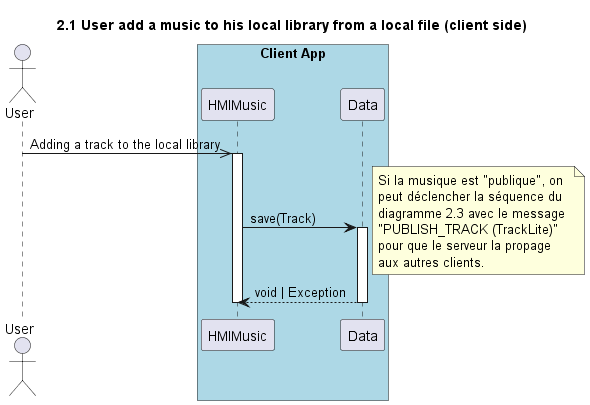 2.1 User add a music to his local library from a local file (client side)
Client App
User
HMIMusic
Data
Adding a track to the local library
Si la musique est "publique", on
peut déclencher la séquence du
diagramme 2.3 avec le message
"PUBLISH_TRACK (TrackLite)"
pour que le serveur la propage
aux autres clients.
save(Track)
void | Exception
User
HMIMusic
Data